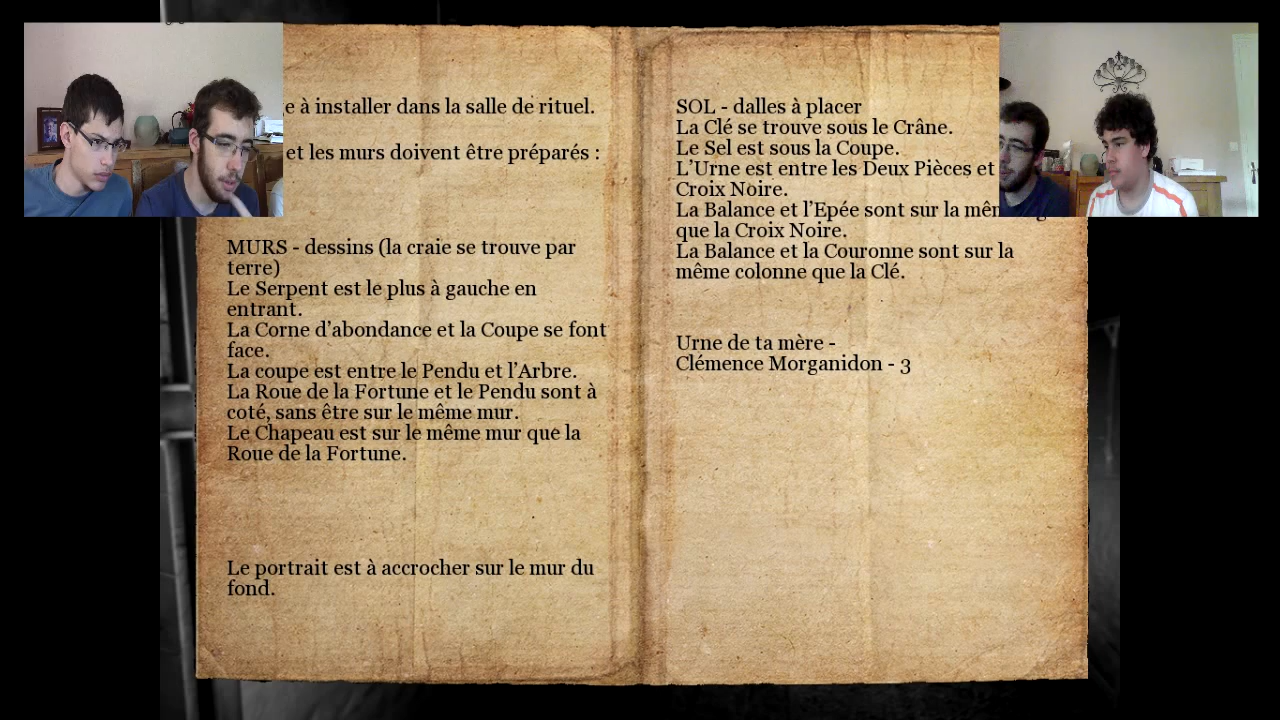 à installer dans la salle de rituel.
et les murs doivent être préparés :
MURS - dessins (la craie se trouve par
terre)
Le Serpent est le plus à gauche en
entrant.
La Corne d'abondance et la Coupe se font
face.
La coupe est entre le Pendu et l'Arbre.
La Roue de la Fortune et le Pendu sont à
coté, sans être sur le même mur.
Le Chapeau est sur le même mur que la
Roue de la Fortune.
Le portrait est à accrocher sur le mur du
fond.
SOL - dalles à placer
La Clé se trouve sous le Crâne.
Le Sel est sous la Coupe.
L'Urne est entre les Deux Pièces et
Croix Noire.
La Balance et l'Epée sont sur la
que la Croix Noire.
La Balance et la Couronne sont sur la
même colonne que la Clé.
Urne de ta mère -
Clémence Morganidon - 3